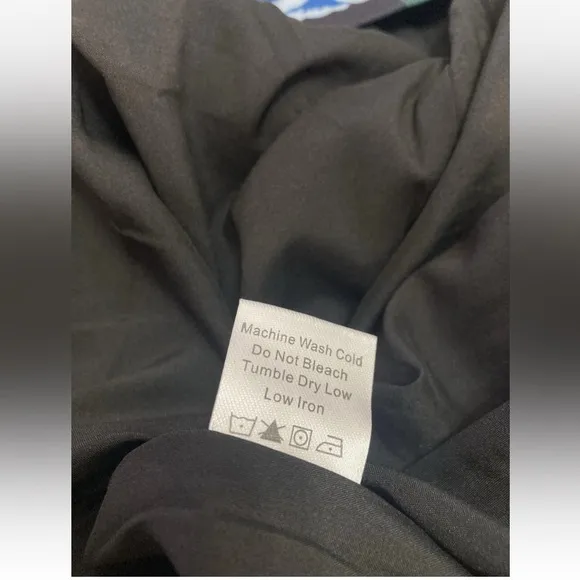 Machine Wash Cold
Do Not Bleach
Tumble Dry Low
Low Iron